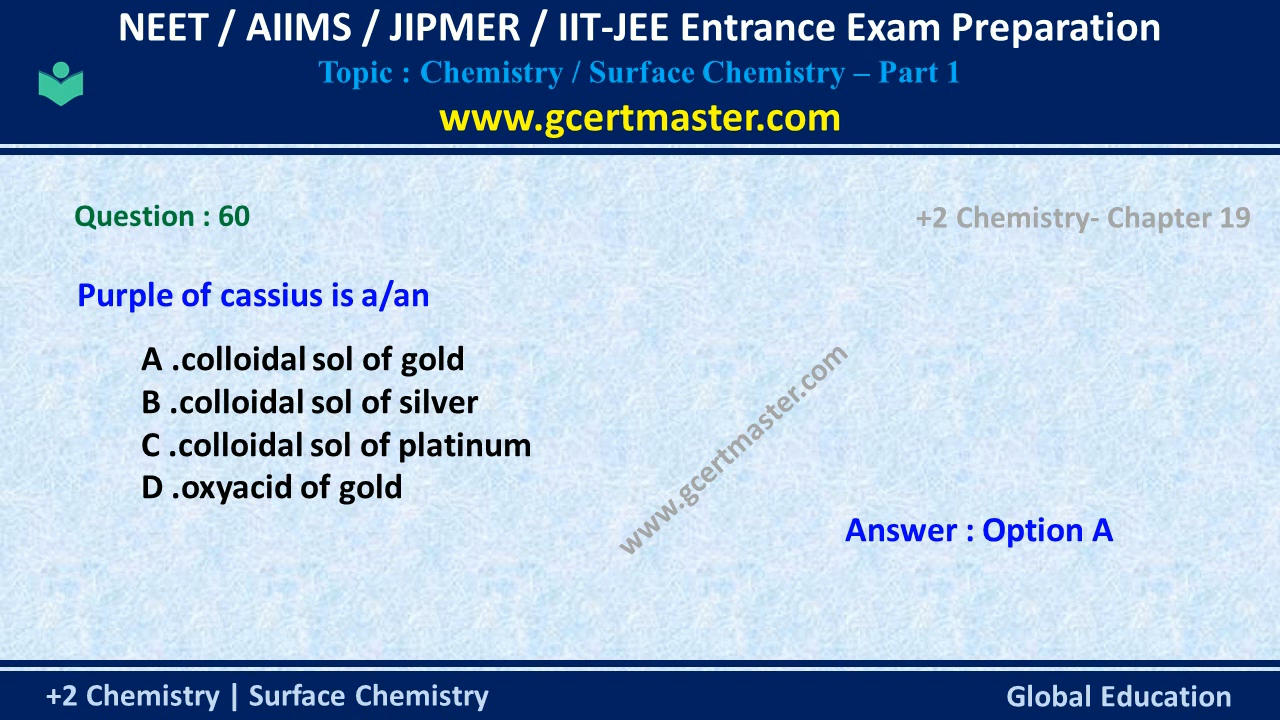 NEET / AIIMS / JIPMER / IIT-JEE Entrance Exam Preparation
Topic : Chemistry / Surface Chemistry – Part 1
www.gcertmaster.com
Question : 60
+2 Chemistry- Chapter 19
Purple of cassius is a/an
A .colloidal sol of gold
B .colloidal sol of silver
C .colloidal sol of platinum
D .oxyacid of gold
www.gcertmaster.com
Answer : Option A
+2 Chemistry | Surface Chemistry
Global Education